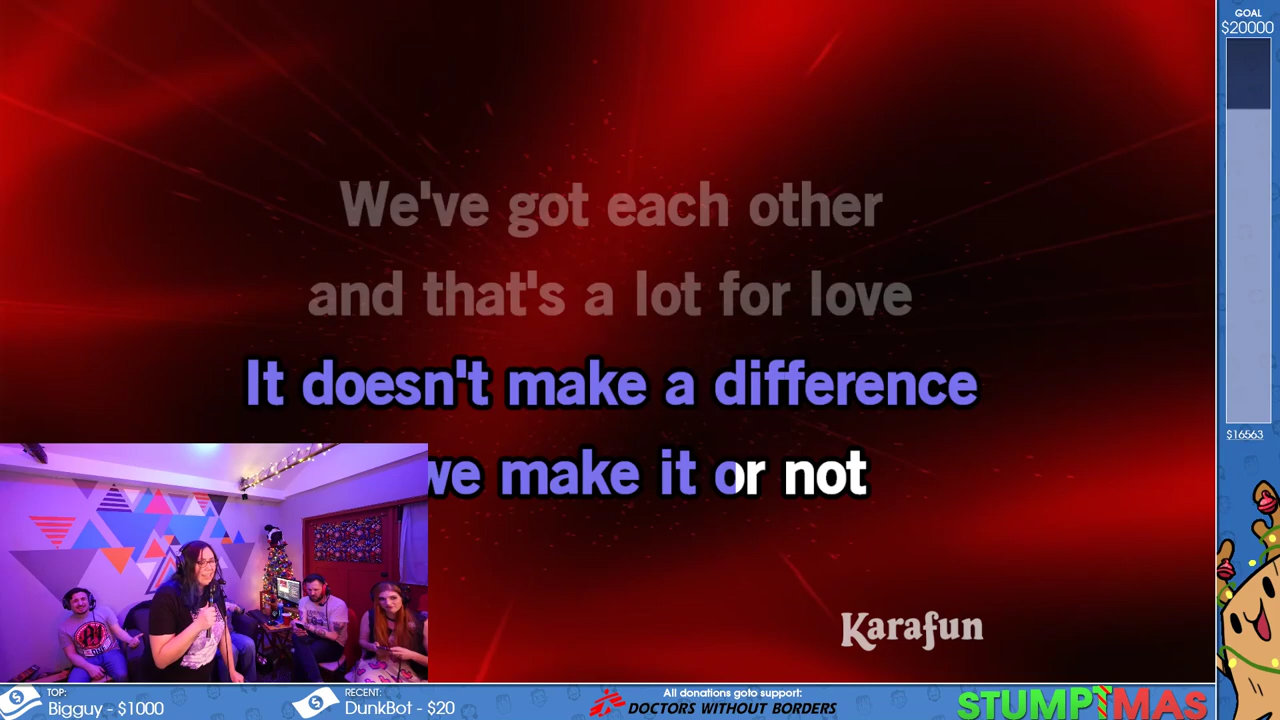 GOAL
$20000
We've got each other
and that's a lot for love
It doesn't make a difference
we make it or not
Karafun
$16563
TOP:
Bigguy - $1000
RECENT:
DunkBot - $20
All donations goto support:
DOCTORS WITHOUT BORDERS
STUMPTMAS